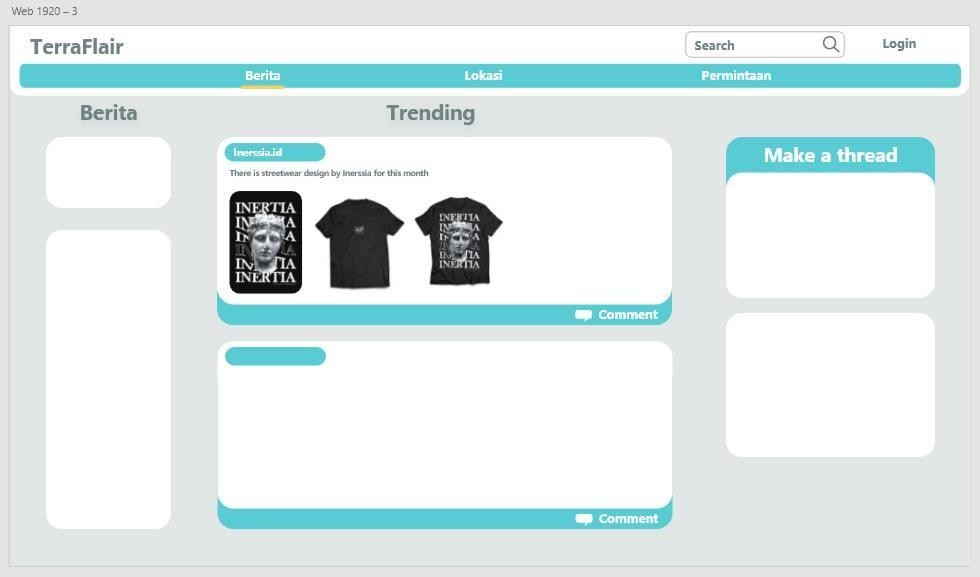 Web 1920 – 3
TerraFlair
Search
Login
Berita
Lokasi
Permintaan
Berita
Trending
Make a thread
Inerssia.id
There is streetwear design by Inerssia for this month
INERTIA
INERTIA
INERTIA
INERTIA
Comment
Comment